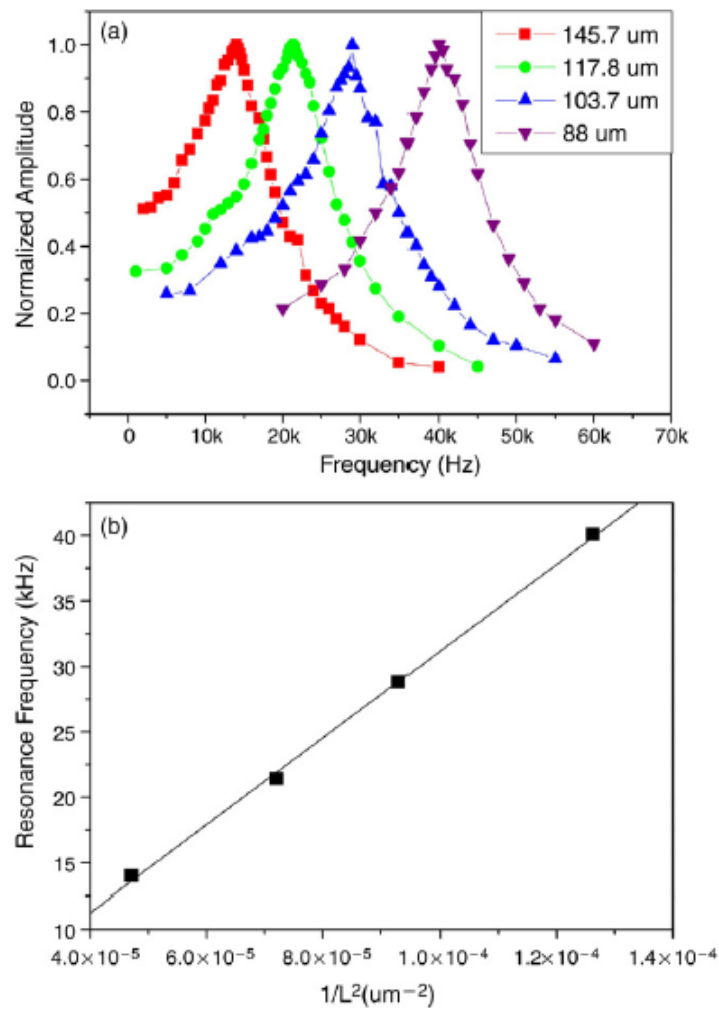 (a)
145.7 um
117.8 um
103.7 um
88 um
Normalized Amplitude
1.0
0.8
0.6
0.4
0.2
0.0
0 10k 20k 30k 40k 50k 60k 70k
Frequency (Hz)
(b)
Resonance Frequency (kHz)
40
35
30
25
20
15
10
4.0×10⁻⁵ 6.0×10⁻⁵ 8.0×10⁻⁵ 1.0×10⁻⁴ 1.2×10⁻⁴ 1.4×10⁻⁴
1/L²(um⁻²)